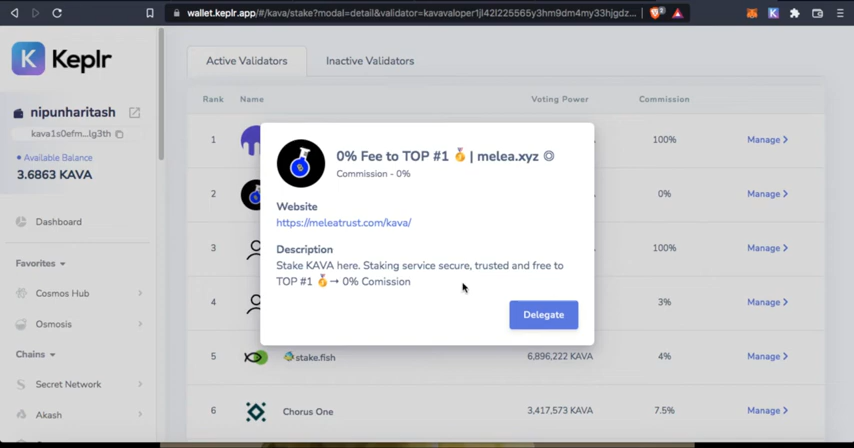 wallet.keplr.app/#/kava/stake?modal=detail&validator=kavavaloper1jl42l225565y3hm9dm4my33hjgdz...
K Keplr
Active Validators
Inactive Validators
Rank Name Voting Power Commission
nipunharitash
kava1s0efm...lg3th
Available Balance
3.6863 KAVA
Dashboard
Favorites
Cosmos Hub
Osmosis
Chains
Secret Network
Akash
1 100% Manage >
2 0% Manage >
3 100% Manage >
4 3% Manage >
5 stake.fish 6,896,222 KAVA 4% Manage >
6 Chorus One 3,417,573 KAVA 7.5% Manage >
0% Fee to TOP #1 🥇 | melea.xyz ◎
Commission - 0%
Website
https://meleatrust.com/kava/
Description
Stake KAVA here. Staking service secure, trusted and free to
TOP #1 🥇→ 0% Comission
Delegate